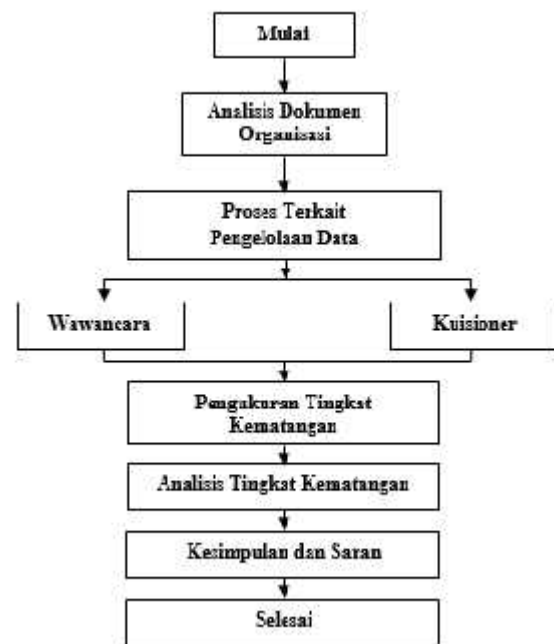 Mulai
Analisis Dokumen
Organisasi
Proses Terkait
Pengelolaan Data
Wawancara
Kuisioner
Pengukuran Tingkat
Kematangan
Analisis Tingkat Kematangan
Kesimpulan dan Saran
Selesai